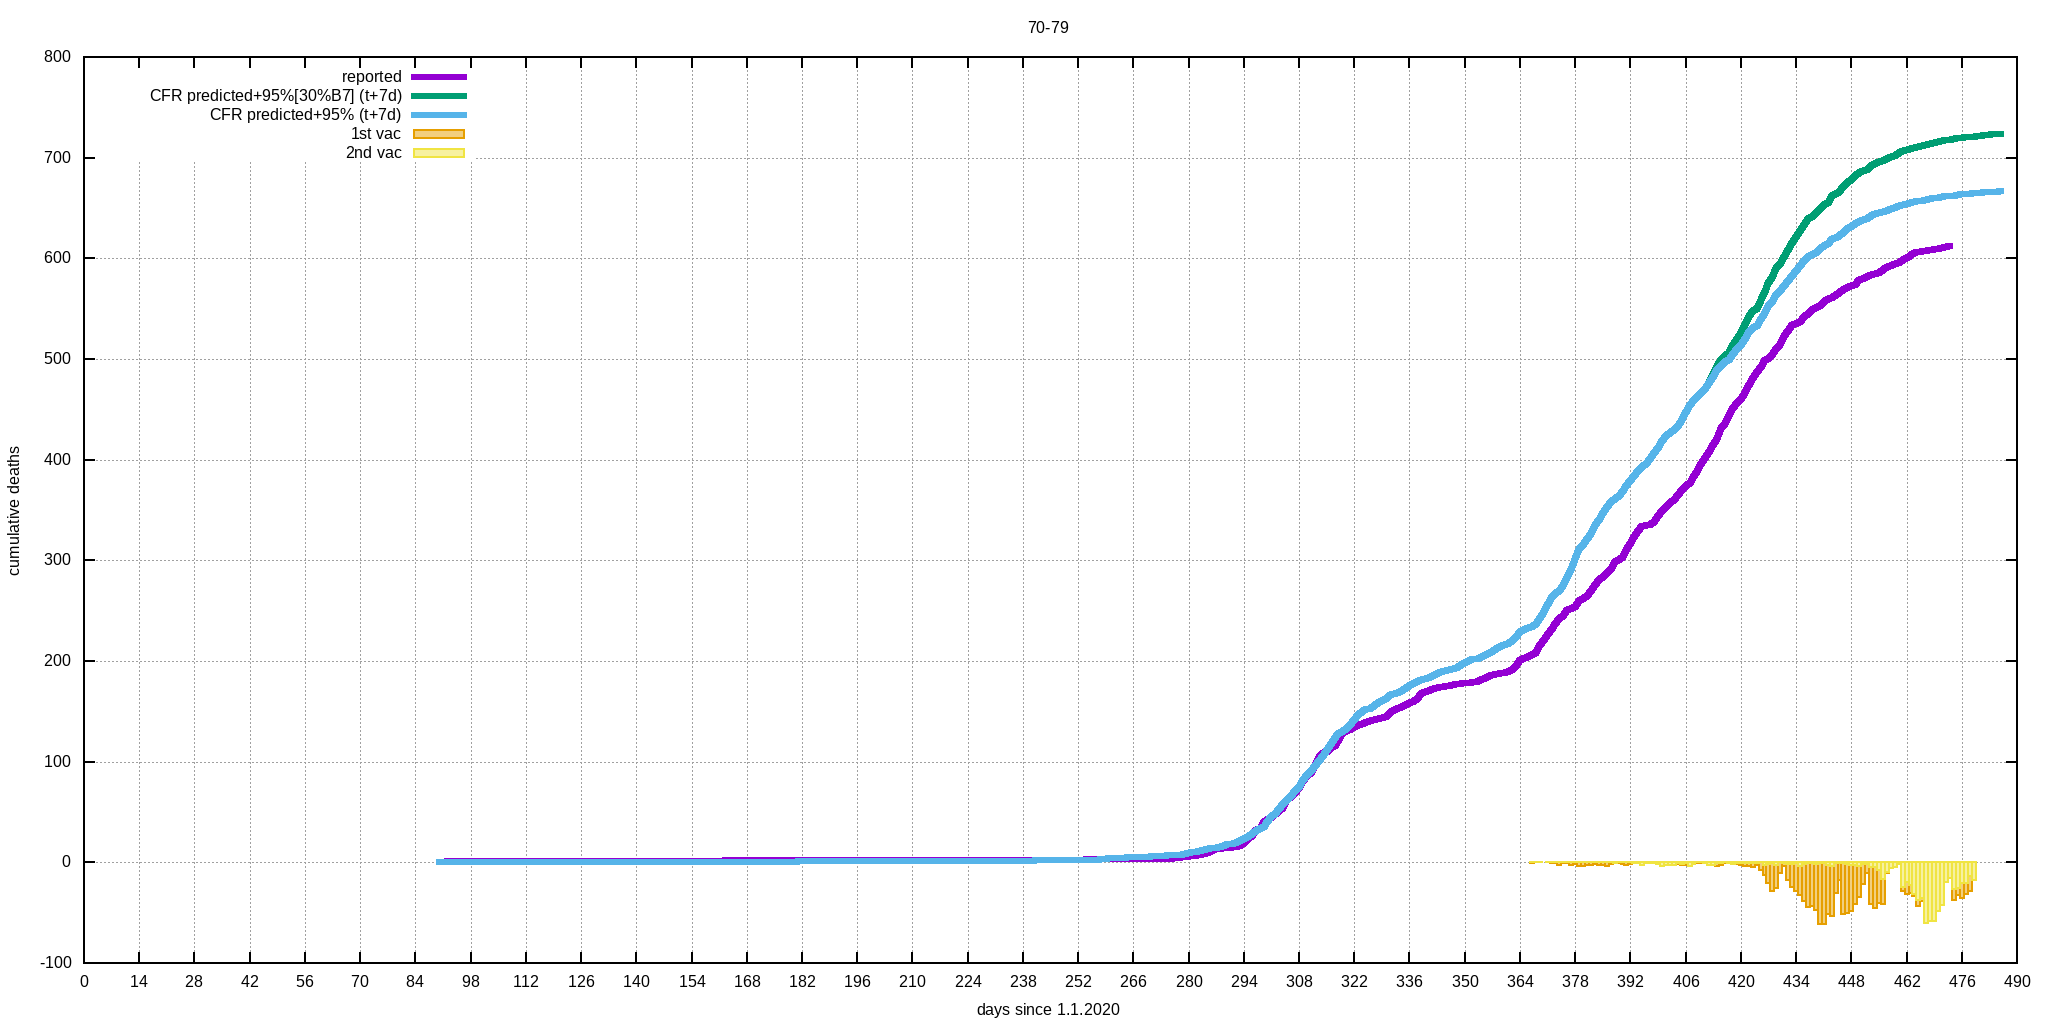 70-79
800
700
600
500
400
300
200
100
0
-100
cumulative deaths
reported
CFR predicted+95%[30%B7] (t+7d)
CFR predicted+95% (t+7d)
1st vac
2nd vac
0 14 28 42 56 70 84 98 112 126 140 154 168 182 196 210 224 238 252 266 280 294 308 322 336 350 364 378 392 406 420 434 448 462 476 490
days since 1.1.2020